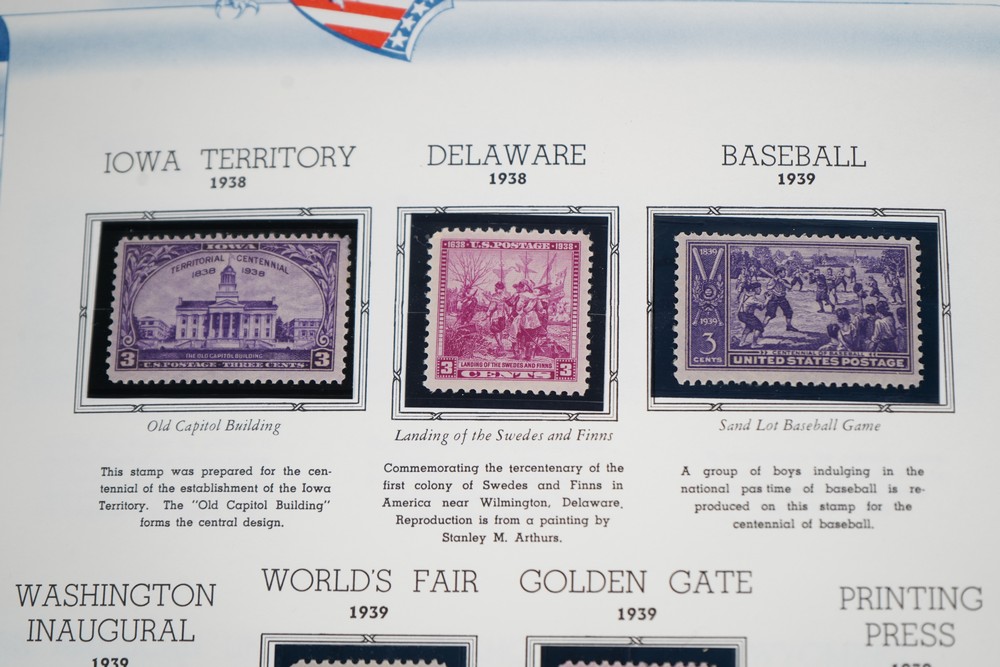 IOWA TERRITORY
1938
IOWA
TERRITORIAL CENTENNIAL
1838 1938
THE OLD CAPITOL BUILDING
3 3
U.S. POSTAGE · THREE CENTS
Old Capitol Building
This stamp was prepared for the cen-
tennial of the establishment of the Iowa
Territory. The "Old Capitol Building"
forms the central design.
DELAWARE
1938
1638 · U.S. POSTAGE · 1938
LANDING OF THE SWEDES AND FINNS
3 CENTS 3
Landing of the Swedes and Finns
Commemorating the tercentenary of the
first colony of Swedes and Finns in
America near Wilmington, Delaware.
Reproduction is from a painting by
Stanley M. Arthurs.
BASEBALL
1939
1839
1939
3
CENTS
CENTENNIAL OF BASEBALL
UNITED STATES POSTAGE
Sand Lot Baseball Game
A group of boys indulging in the
national pas time of baseball is re-
produced on this stamp for the
centennial of baseball.
WASHINGTON
INAUGURAL
1939
WORLD'S FAIR
1939
GOLDEN GATE
1939
PRINTING
PRESS